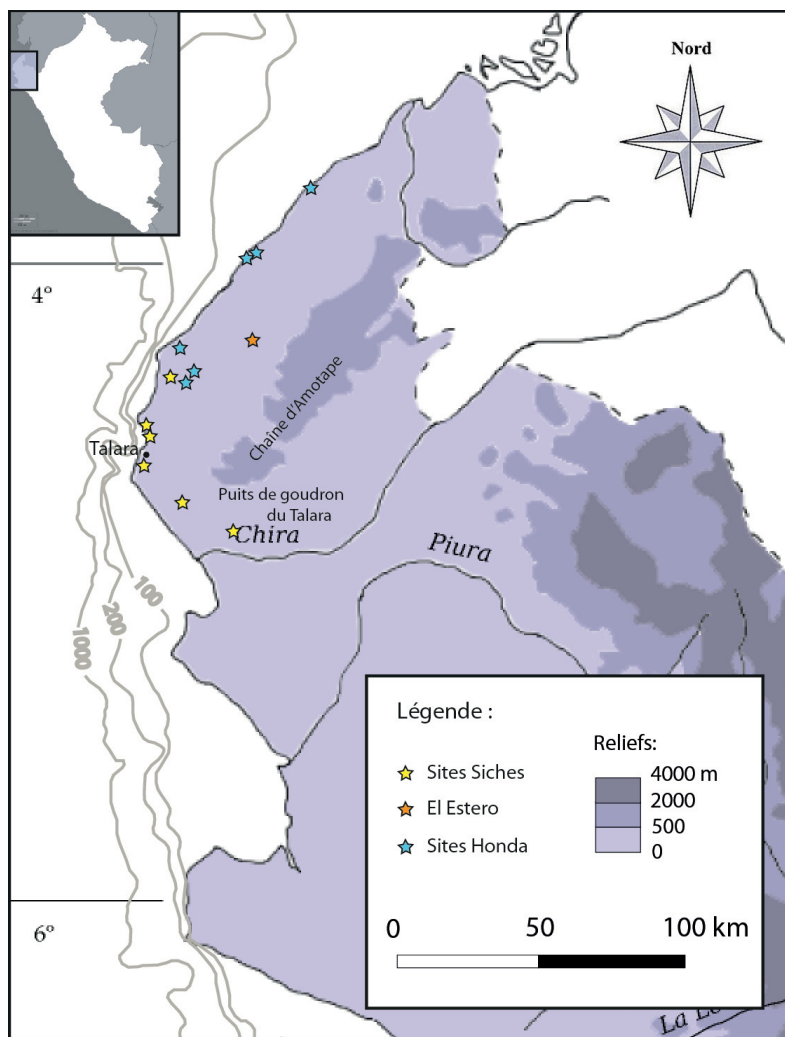 Nord
4°
Chaîne d'Amotape
Talara
Puits de goudron
du Talara
Chira
Piura
100
200
1000
Légende :
Sites Siches
El Estero
Sites Honda
Reliefs:
4000 m
2000
500
0
0 50 100 km
6°
La